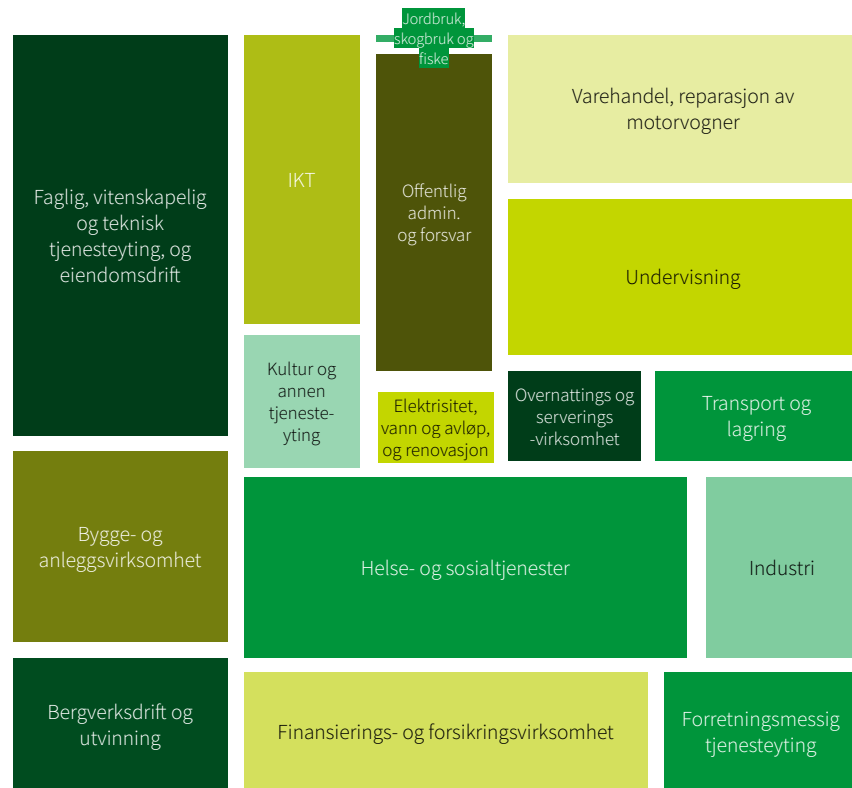 Jordbruk,
skogbruk og
fiske
Faglig, vitenskapelig
og teknisk
tjenesteyting, og
eiendomsdrift
IKT
Offentlig
admin.
og forsvar
Varehandel, reparasjon av
motorvogner
Undervisning
Kultur og
annen
tjeneste-
yting
Elektrisitet,
vann og avløp,
og renovasjon
Overnattings og
serverings
-virksomhet
Transport og
lagring
Bygge- og
anleggsvirksomhet
Helse- og sosialtjenester
Industri
Bergverksdrift og
utvinning
Finansierings- og forsikringsvirksomhet
Forretningsmessig
tjenesteyting